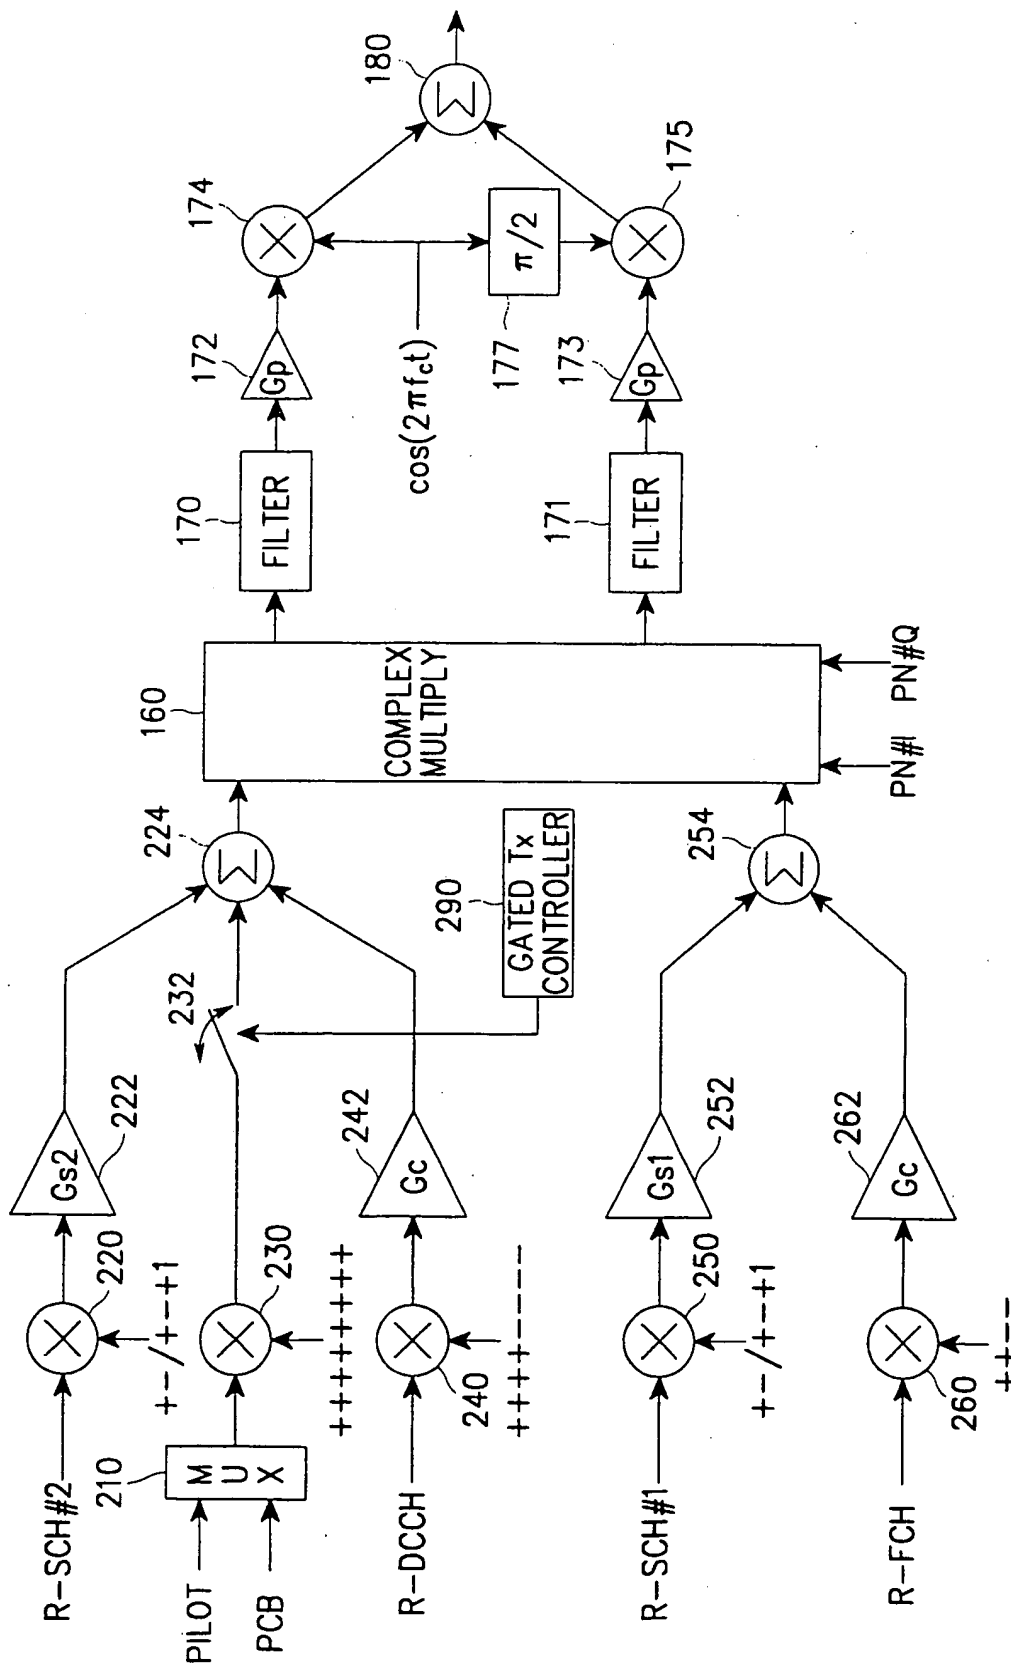 R-SCH#2
220
+-/+-+1
Gs2
222
PILOT
PCB
210
M
U
X
230
++++++++
232
224
Σ
R-DCCH
240
++++----
Gc
242
290
GATED Tx
CONTROLLER
R-SCH#1
250
+-/+-+1
Gs1
252
254
Σ
R-FCH
260
++--
Gc
262
160
COMPLEX
MULTIPLY
PN#I
PN#Q
170
FILTER
172
Gp
174
cos(2πfct)
177
π/2
171
FILTER
173
Gp
175
180
Σ